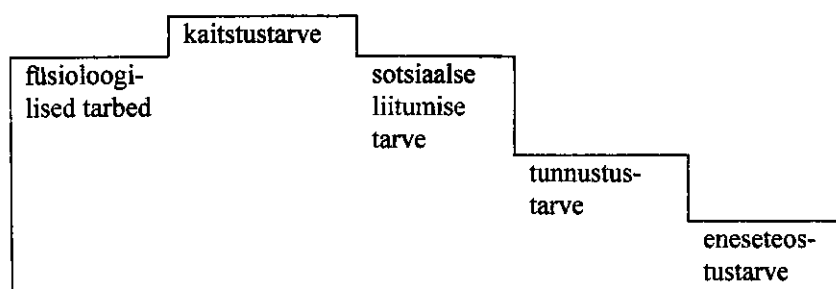 füsioloogi-
lised tarbed
kaitstustarve
sotsiaalse
liitumise
tarve
tunnustus-
tarve
eneseteos-
tustarve